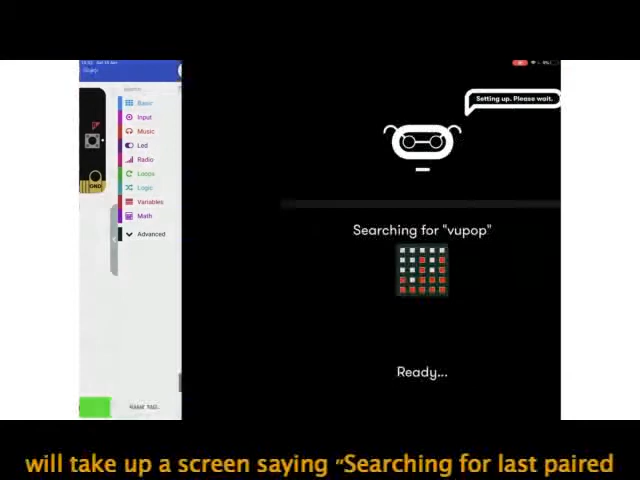 Setting up. Please wait.
Basic
Input
Music
Led
Radio
Loops
Logic
Variables
Math
Advanced
GND
Searching for "vupop"
Ready...
will take up a screen saying “Searching for last paired